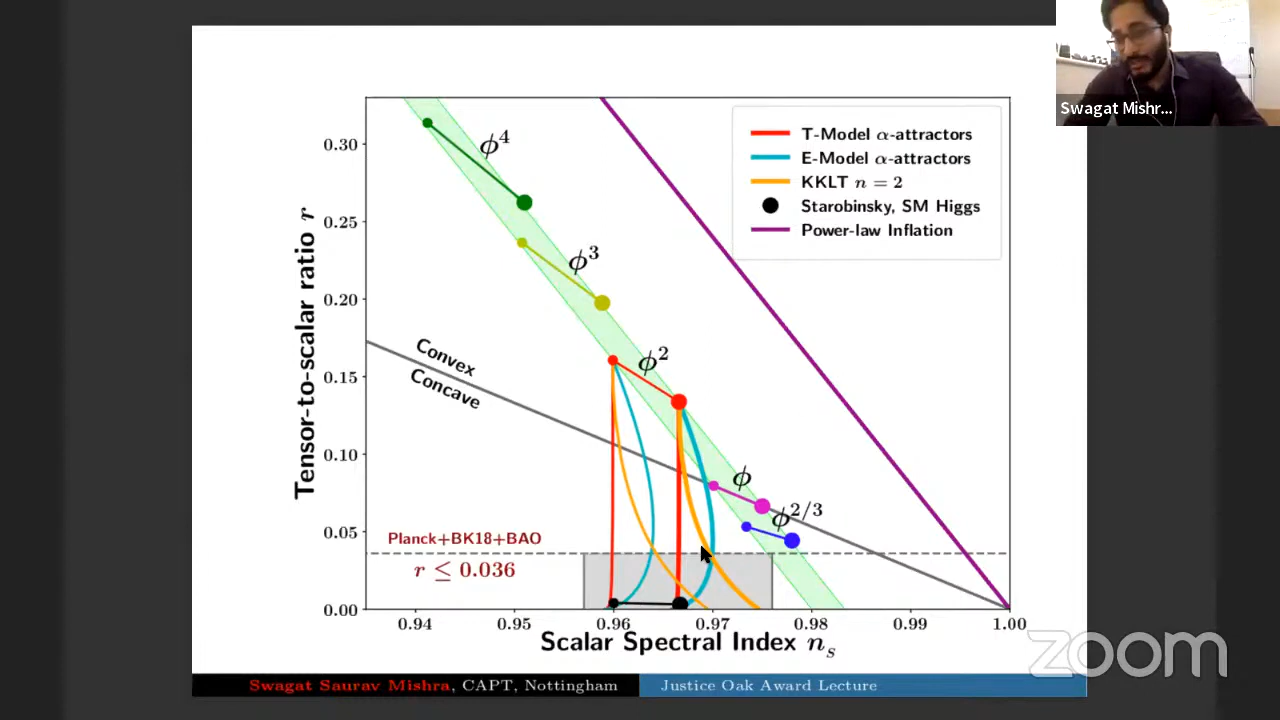 Swagat Mishr...
T-Model α-attractors
E-Model α-attractors
KKLT n = 2
Starobinsky, SM Higgs
Power-law Inflation
ϕ⁴
ϕ³
ϕ²
ϕ
ϕ²ᐟ³
Convex
Concave
Planck+BK18+BAO
r ≤ 0.036
Tensor-to-scalar ratio r
0.30
0.25
0.20
0.15
0.10
0.05
0.00
0.94 0.95 0.96 0.97 0.98 0.99 1.00
Scalar Spectral Index nₛ
zoom
Swagat Saurav Mishra, CAPT, Nottingham
Justice Oak Award Lecture